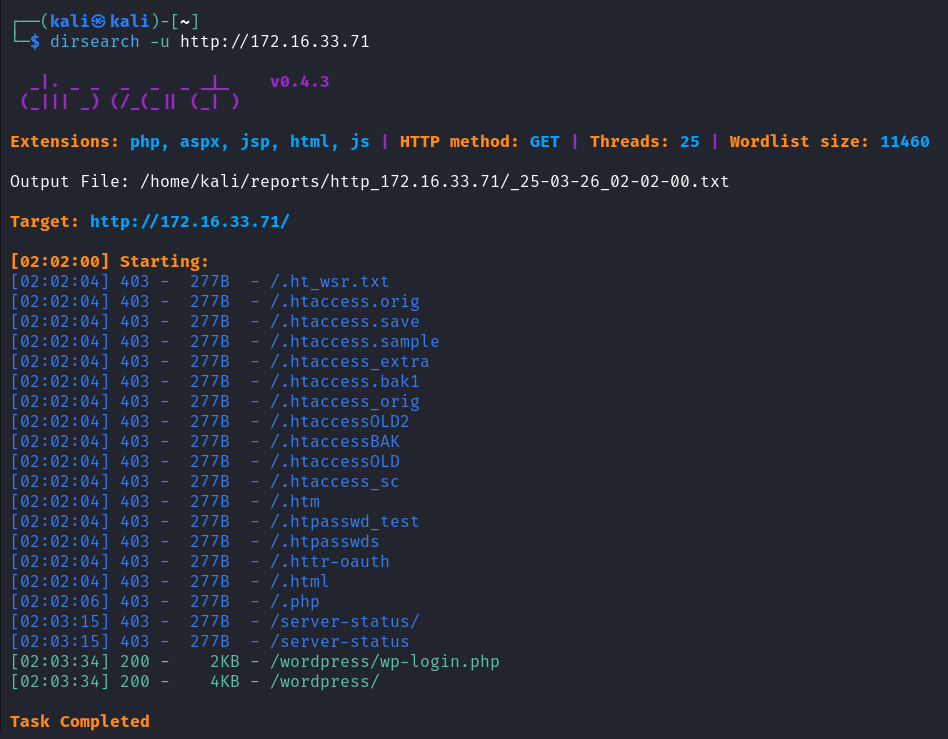 ┌──(kali㉿kali)-[~]
└─$ dirsearch -u http://172.16.33.71
  _|. _ _  _  _  _ _|_    v0.4.3
 (_||| _) (/_(_|| (_| )
Extensions: php, aspx, jsp, html, js | HTTP method: GET | Threads: 25 | Wordlist size: 11460
Output File: /home/kali/reports/http_172.16.33.71/_25-03-26_02-02-00.txt
Target: http://172.16.33.71/
[02:02:00] Starting:
[02:02:04] 403 -  277B  - /.ht_wsr.txt
[02:02:04] 403 -  277B  - /.htaccess.orig
[02:02:04] 403 -  277B  - /.htaccess.save
[02:02:04] 403 -  277B  - /.htaccess.sample
[02:02:04] 403 -  277B  - /.htaccess_extra
[02:02:04] 403 -  277B  - /.htaccess.bak1
[02:02:04] 403 -  277B  - /.htaccess_orig
[02:02:04] 403 -  277B  - /.htaccessOLD2
[02:02:04] 403 -  277B  - /.htaccessBAK
[02:02:04] 403 -  277B  - /.htaccessOLD
[02:02:04] 403 -  277B  - /.htaccess_sc
[02:02:04] 403 -  277B  - /.htm
[02:02:04] 403 -  277B  - /.htpasswd_test
[02:02:04] 403 -  277B  - /.htpasswds
[02:02:04] 403 -  277B  - /.httr-oauth
[02:02:04] 403 -  277B  - /.html
[02:02:06] 403 -  277B  - /.php
[02:03:15] 403 -  277B  - /server-status/
[02:03:15] 403 -  277B  - /server-status
[02:03:34] 200 -    2KB - /wordpress/wp-login.php
[02:03:34] 200 -    4KB - /wordpress/
Task Completed